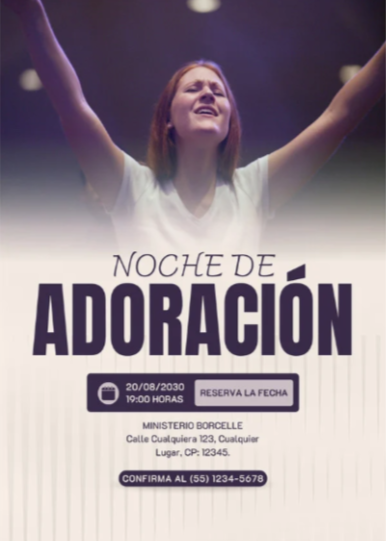 NOCHE DE
ADORACIÓN
20/08/2030
19:00 HORAS
RESERVA LA FECHA
MINISTERIO BORCELLE
Calle Cualquiera 123, Cualquier
Lugar, CP: 12345.
CONFIRMA AL (55) 1234-5678